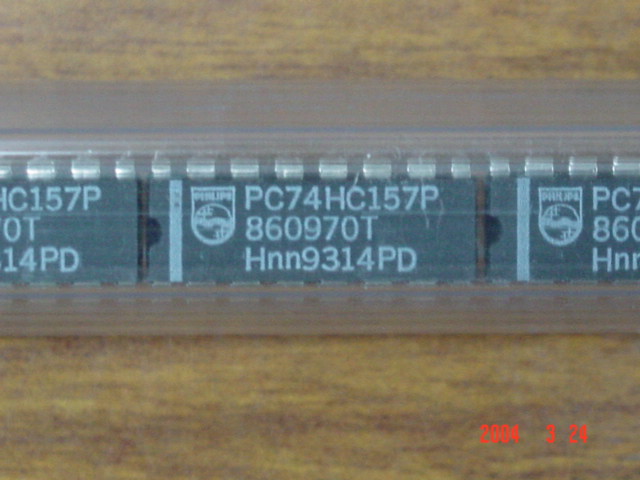 HC157P
70T
314PD
PHILIPS
PC74HC157P
860970T
Hnn9314PD
PHILIPS
PC7
860
Hnn
2004 3 24